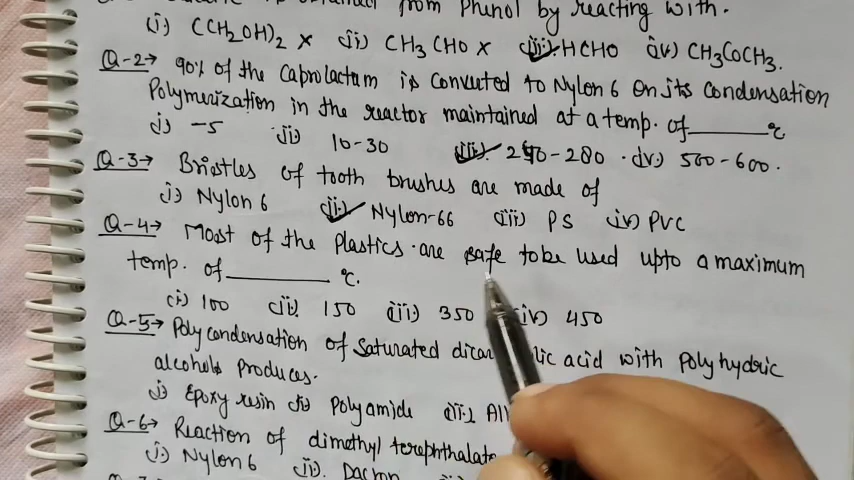 from Phenol by reacting with.
(i) C(CH2OH)2 × (ii) CH3CHO × (iii) HCHO (iv) CH3COCH3.
Q-2→ 90% of the Caprolactum is converted to Nylon 6 on its condensation
Polymerization in the reactor maintained at a temp. of ______ °c
i) -5 (ii) 10-30 (iii) 250-280 . (iv) 500-600.
Q-3→ Bristles of tooth brushes are made of
i) Nylon 6 (ii) Nylon-66 (iii) PS (iv) PVC
Q-4→ Most of the plastics are safe to be used upto a maximum
temp. of ______ °c.
(i) 100 (ii) 150 (iii) 350 (iv) 450
Q-5→ Polycondensation of saturated lic acid with polyhydric
alcohols produces.
i) Epoxy resin (ii) Polyamide (iii)
Q-6→ Reaction of dimethyl terephthalate
i) Nylon 6 (ii). Dacron